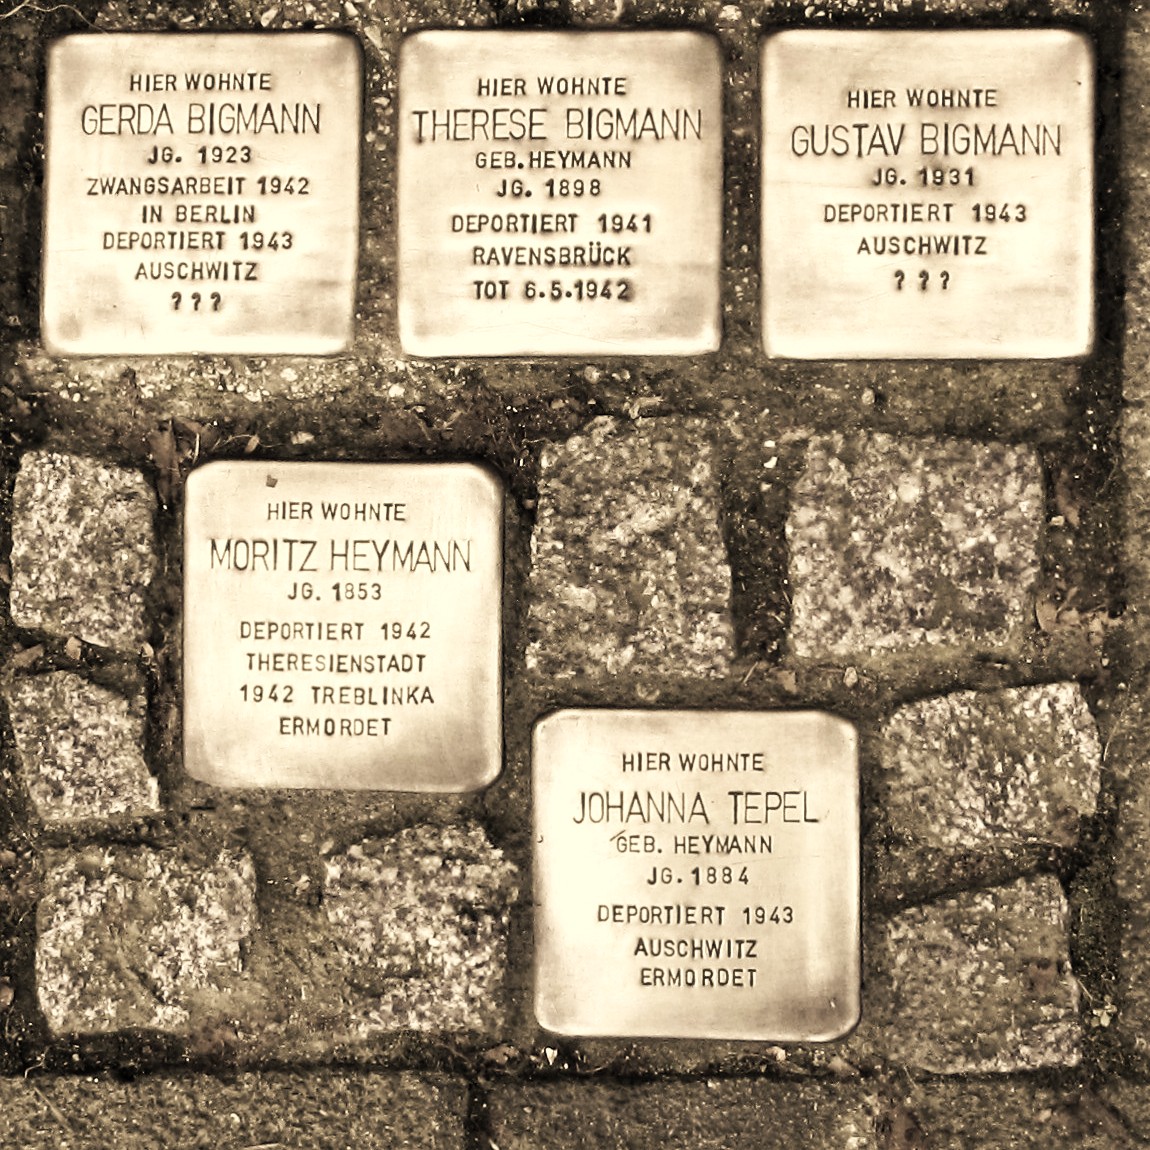 HIER WOHNTE
GERDA BIGMANN
JG. 1923
ZWANGSARBEIT 1942
IN BERLIN
DEPORTIERT 1943
AUSCHWITZ
???
HIER WOHNTE
THERESE BIGMANN
GEB. HEYMANN
JG. 1898
DEPORTIERT 1941
RAVENSBRÜCK
TOT 6.5.1942
HIER WOHNTE
GUSTAV BIGMANN
JG. 1931
DEPORTIERT 1943
AUSCHWITZ
???
HIER WOHNTE
MORITZ HEYMANN
JG. 1853
DEPORTIERT 1942
THERESIENSTADT
1942 TREBLINKA
ERMORDET
HIER WOHNTE
JOHANNA TEPEL
GEB. HEYMANN
JG. 1884
DEPORTIERT 1943
AUSCHWITZ
ERMORDET